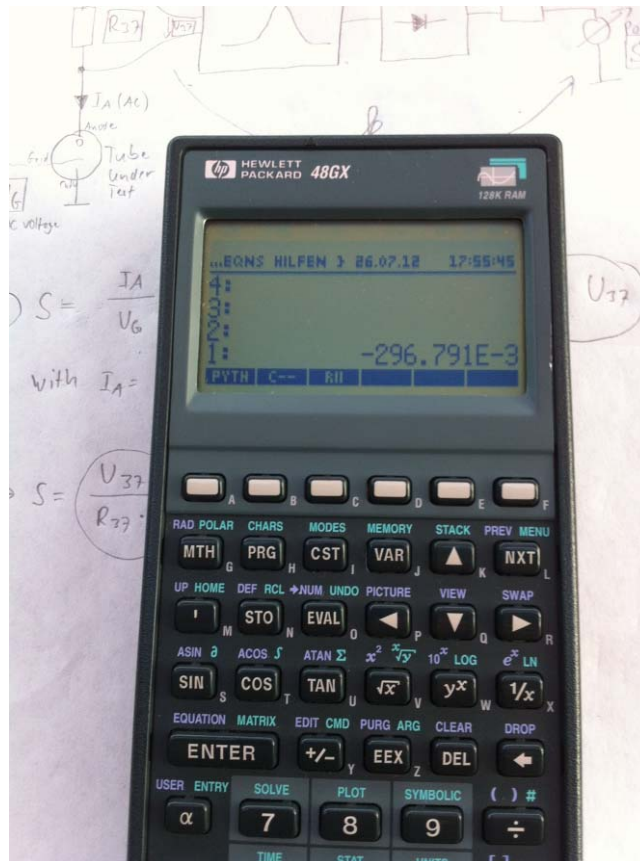 R37
U37
IA (AC)
Anode
Tube
Under
Test
voltage
B
hp HEWLETT PACKARD 48GX
128K RAM
...EQNS HILFEN } 26.07.12 17:55:45
4:
3:
2:
1: -296.791E-3
PYTH C-- RII
S = IA
UG
U37
with IA =
S = U37
R37 ·
A B C D E F
RAD POLAR CHARS MODES MEMORY STACK PREV MENU
MTH G PRG H CST I VAR J ▲ K NXT L
UP HOME DEF RCL →NUM UNDO PICTURE VIEW SWAP
' M STO N EVAL O ◀ P ▼ Q ▶ R
ASIN ∂ ACOS ∫ ATAN Σ x² ˣ√y 10ˣ LOG eˣ LN
SIN S COS T TAN U √x V yˣ W 1/x X
EQUATION MATRIX EDIT CMD PURG ARG CLEAR DROP
ENTER +/- Y EEX Z DEL ←
USER ENTRY SOLVE PLOT SYMBOLIC ( ) #
α 7 8 9 ÷
TIME STAT UNITS [ ]